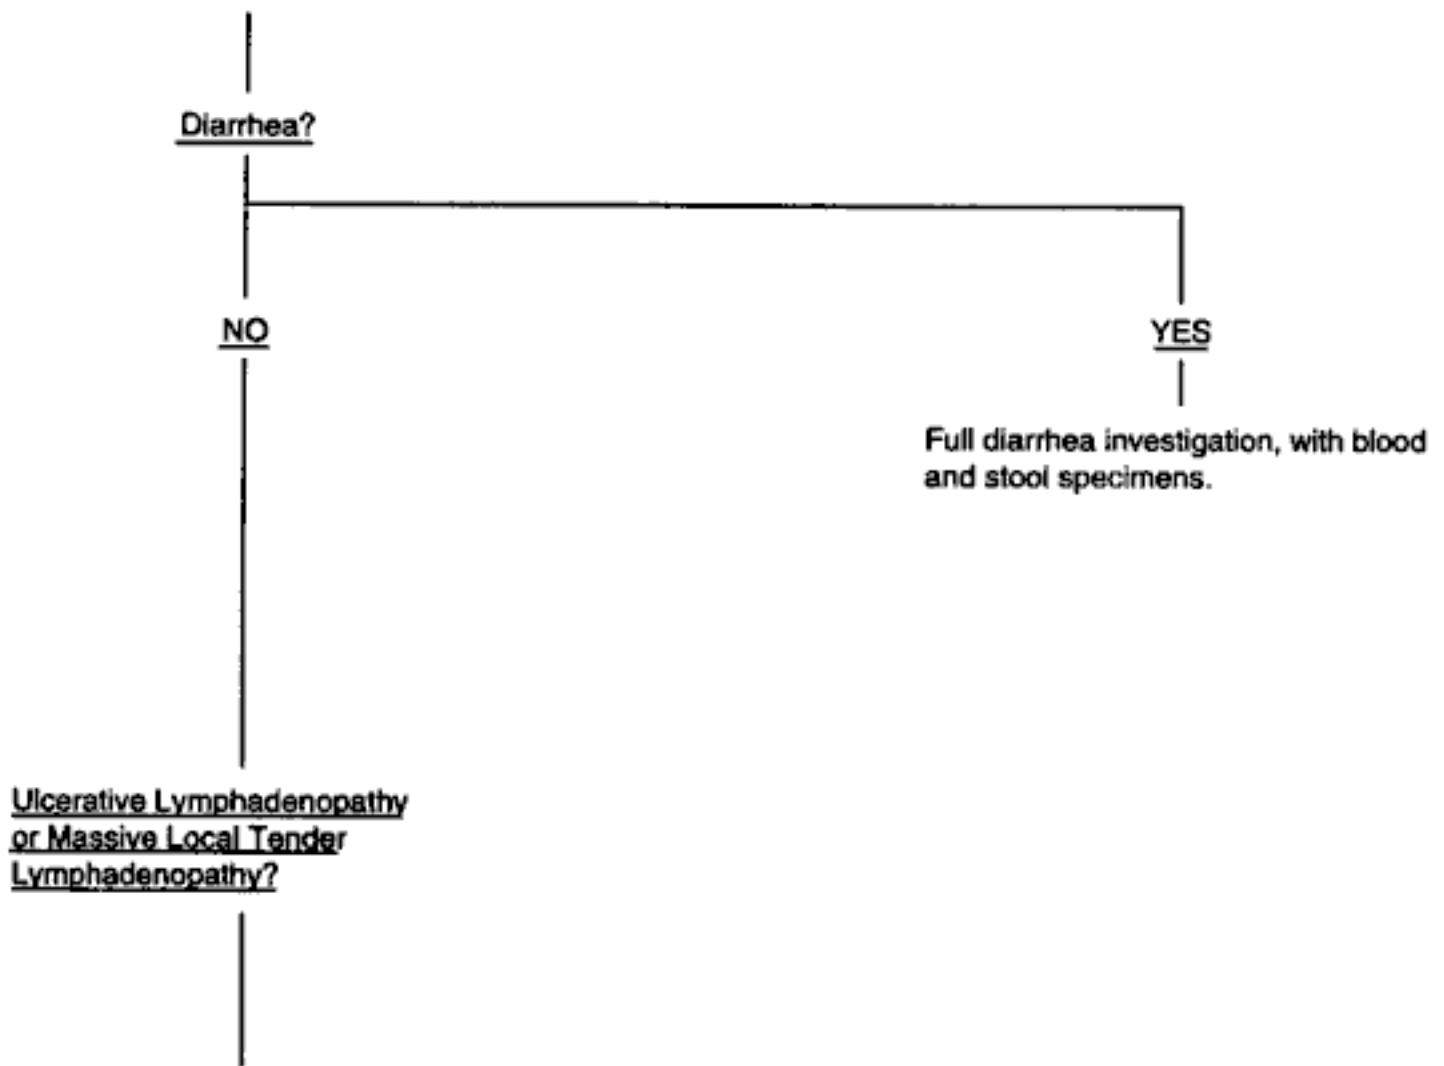 Diarrhea?
NO
YES
Full diarrhea investigation, with blood
and stool specimens.
Ulcerative Lymphadenopathy
or Massive Local Tender
Lymphadenopathy?